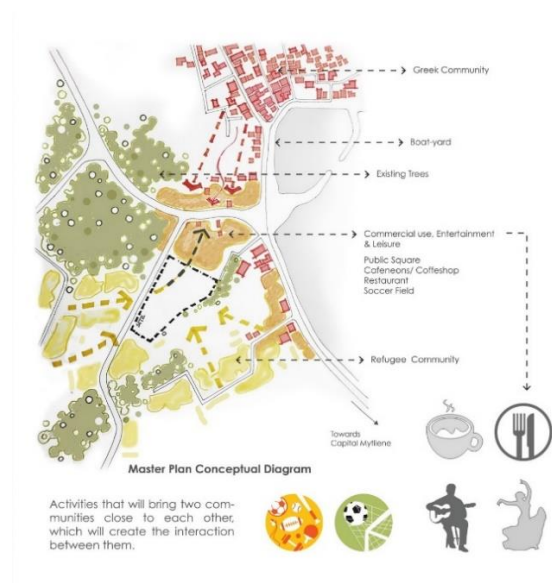 Greek Community
Boat-yard
Existing Trees
Commercial use, Entertainment
& Leisure
Public Square
Cafeneons/ Coffeshop
Restaurant
Soccer Field
SITE
Refugee Community
Towards
Capital Mytilene
Master Plan Conceptual Diagram
Activities that will bring two com-
munities close to each other,
which will create the interaction
between them.